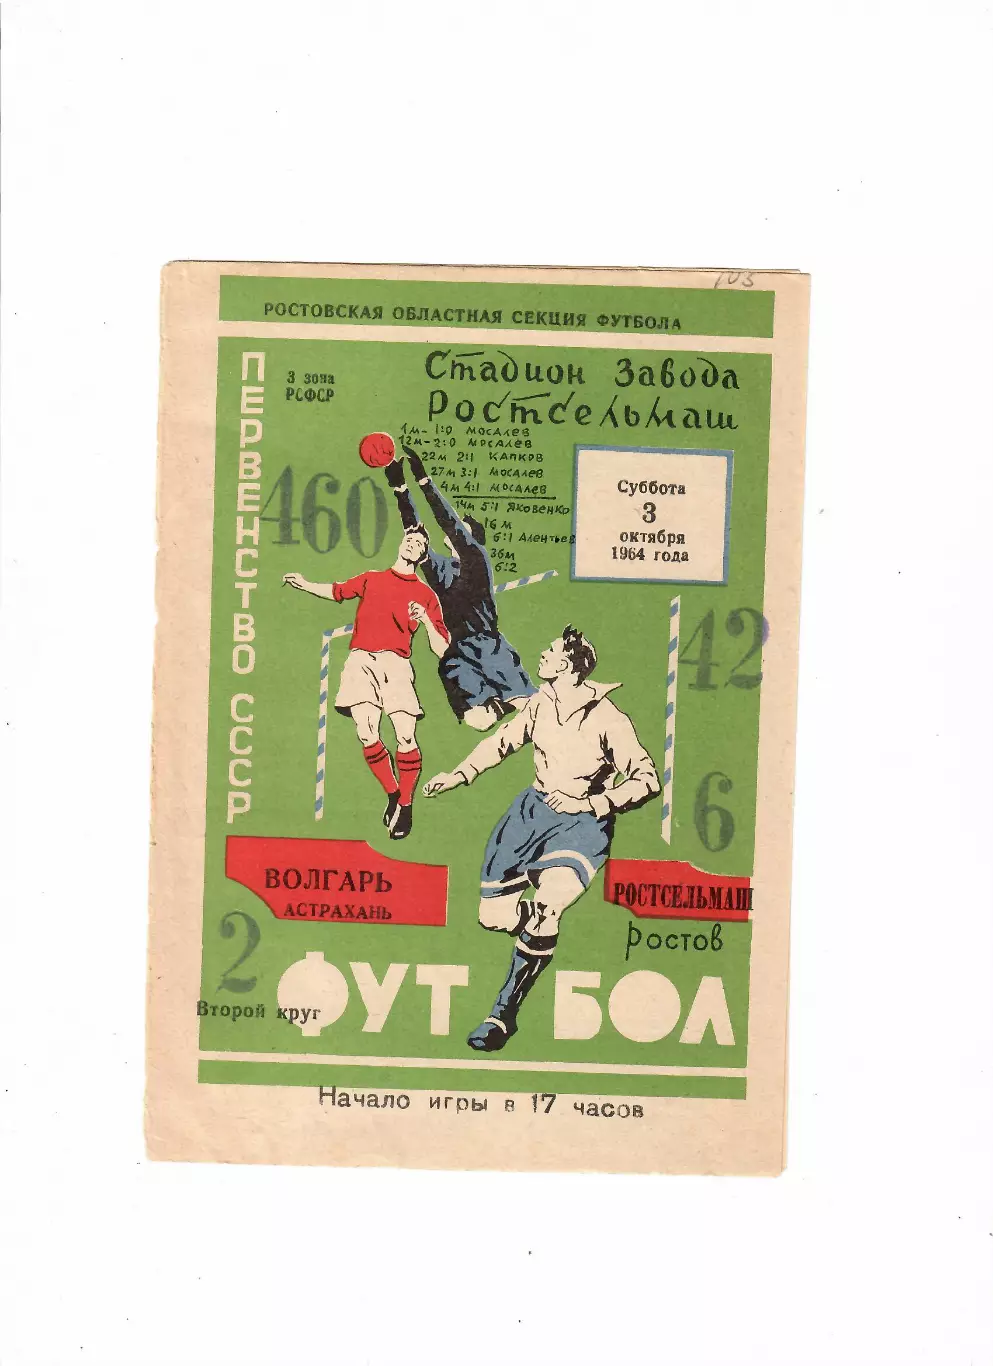 103
РОСТОВСКАЯ ОБЛАСТНАЯ СЕКЦИЯ ФУТБОЛА
ПЕРВЕНСТВО СССР
3 зона
РСФСР
Стадион Завода
Ростсельмаш
1м- 1:0 Мосалев
12м- 2:0 Мосалев
22м 2:1 Капков
27м 3:1 Мосалев
4м 4:1 Мосалев
14м 5:1 Яковенко
16м
6:1 Алентьев
36м
6:2
Суббота
3
октября
1964 года
460
42
6
2
ВОЛГАРЬ
АСТРАХАНЬ
РОСТСЕЛЬМАШ
Ростов
Второй круг
ФУТБОЛ
Начало игры в 17 часов